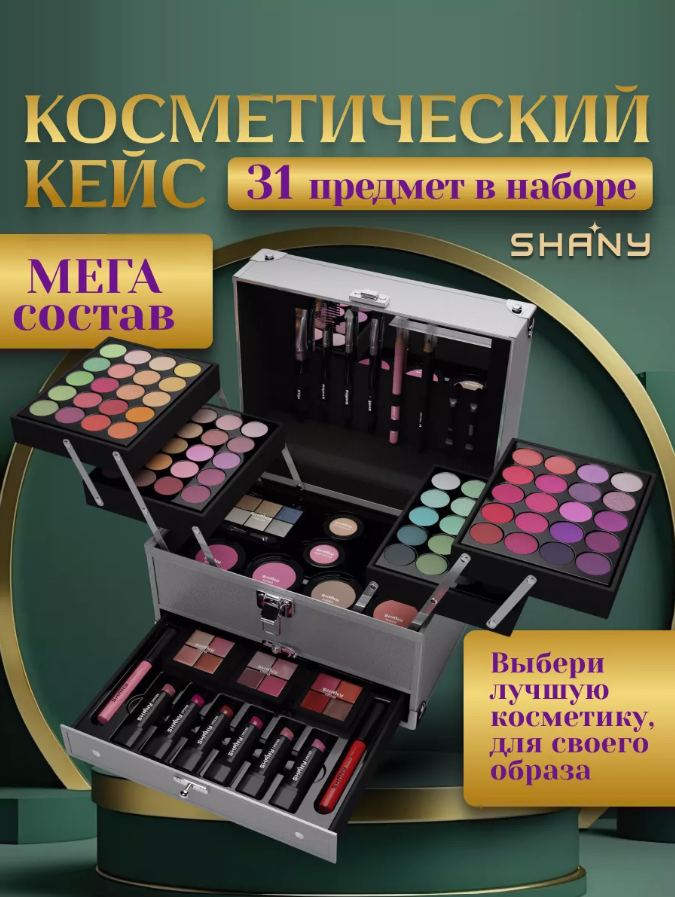 КОСМЕТИЧЕСКИЙ
КЕЙС
31 предмет в наборе
SHANY
МЕГА
состав
Выбери
лучшую
косметику,
для своего
образа